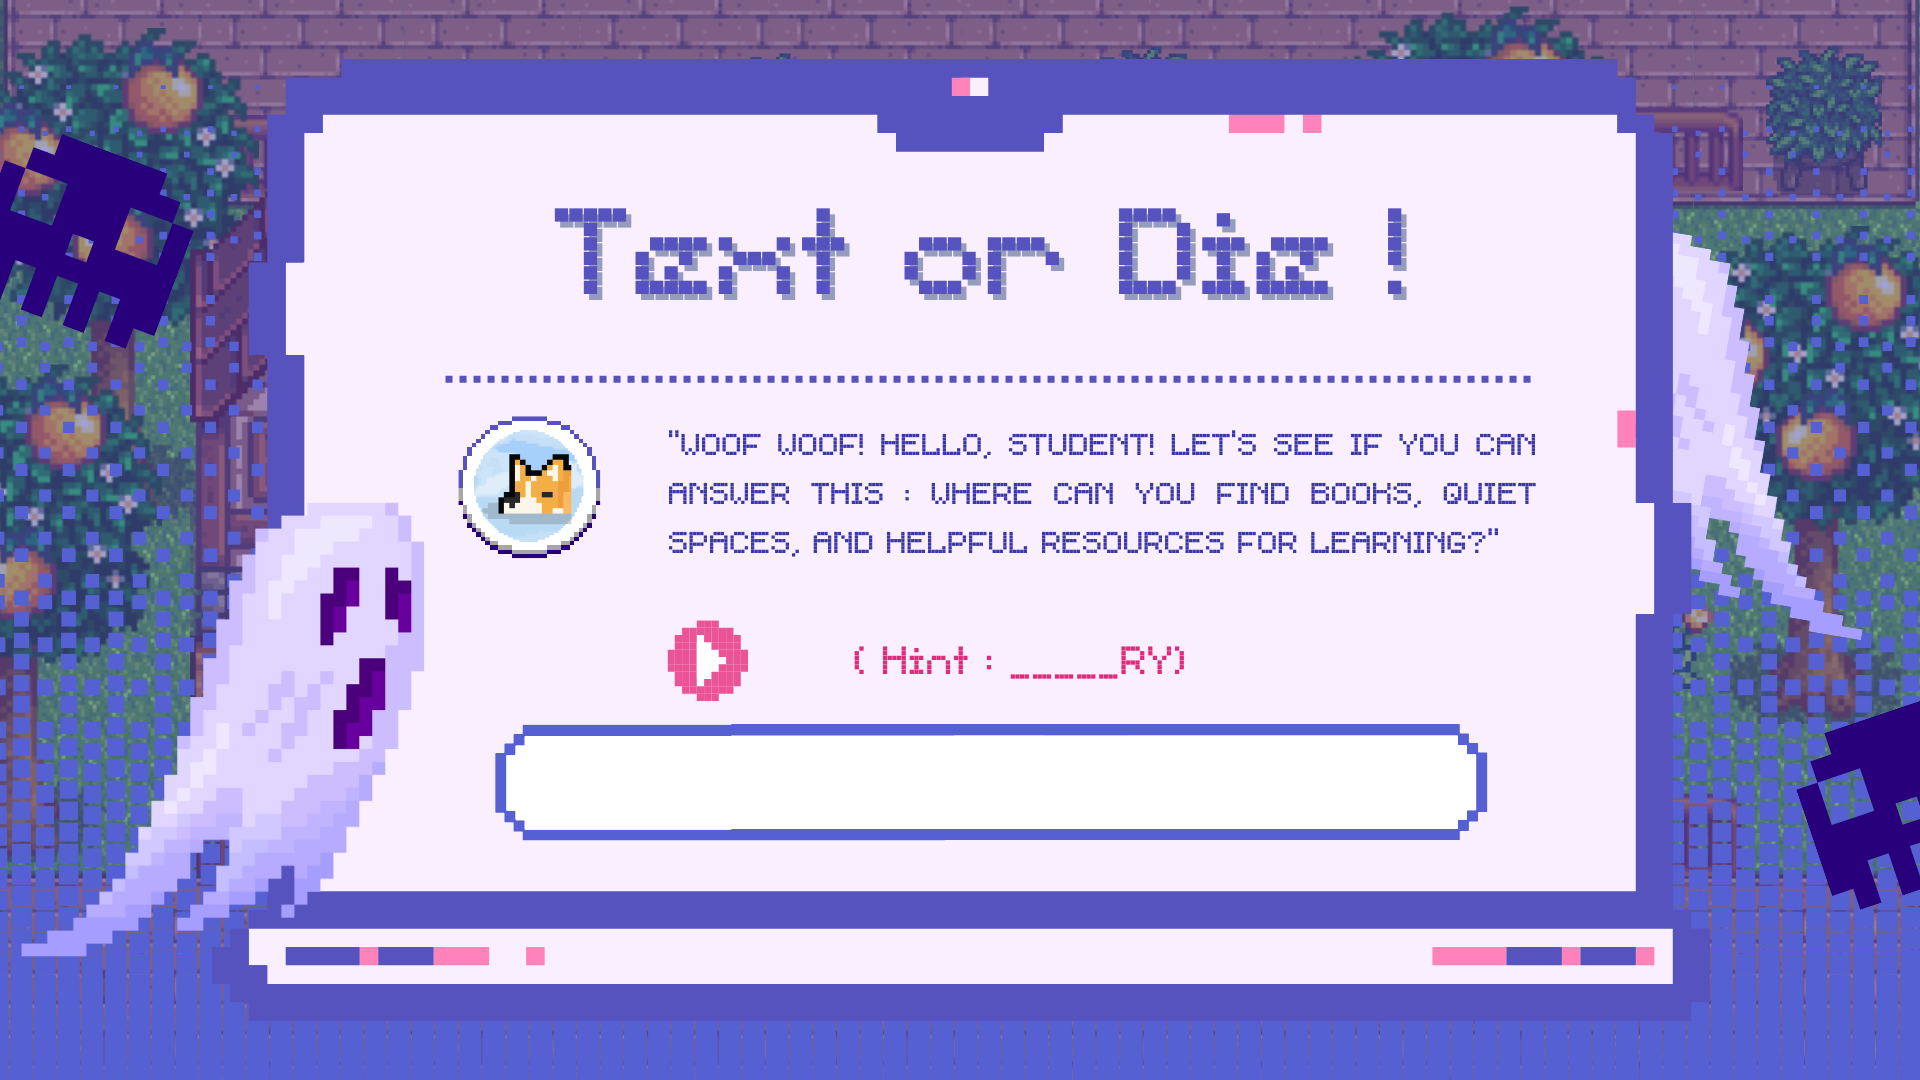 Text or Die !
"WOOF WOOF! HELLO, STUDENT! LET'S SEE IF YOU CAN
ANSWER THIS : WHERE CAN YOU FIND BOOKS, QUIET
SPACES, AND HELPFUL RESOURCES FOR LEARNING?"
( Hint : _____RY)